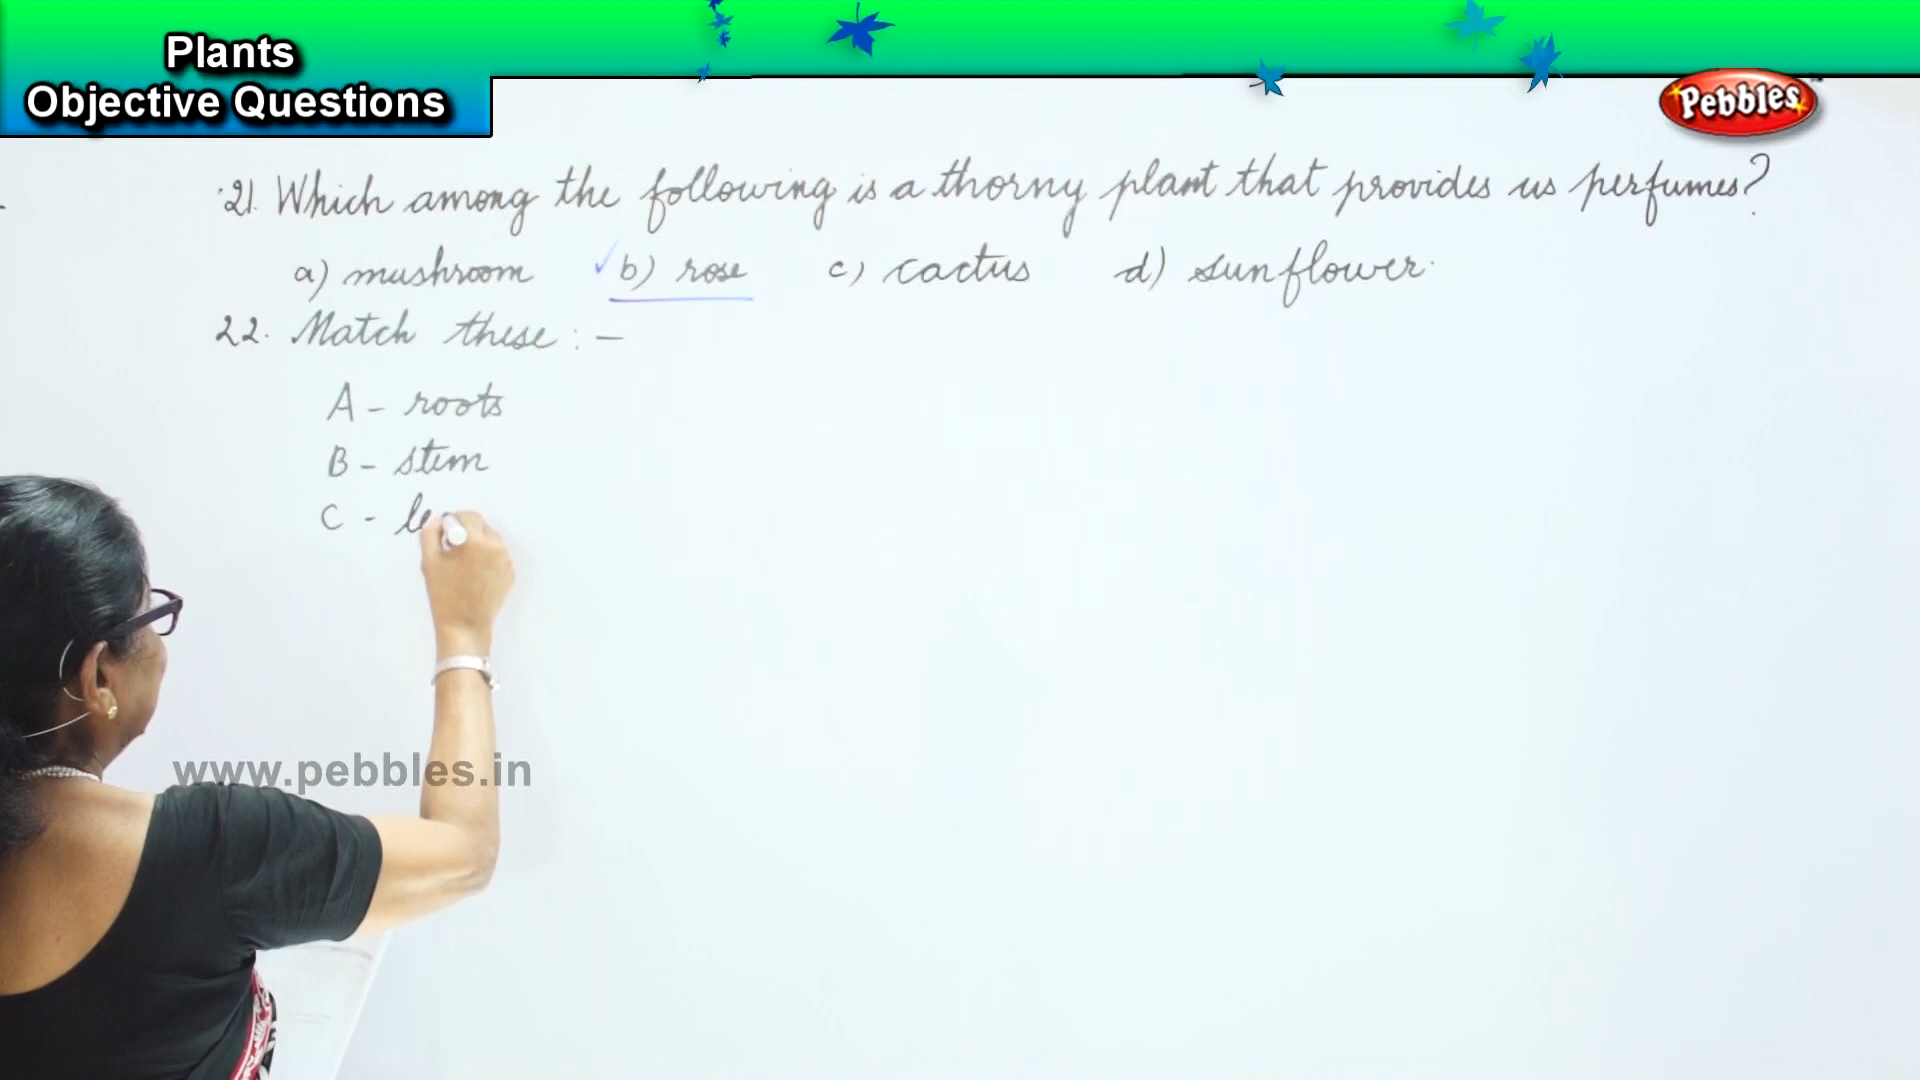 Plants
Objective Questions
Pebbles
21. Which among the following is a thorny plant that provides us perfumes?
a) mushroom b) rose c) cactus d) sunflower
22. Match these : —
A - roots
B - stem
C - le
www.pebbles.in